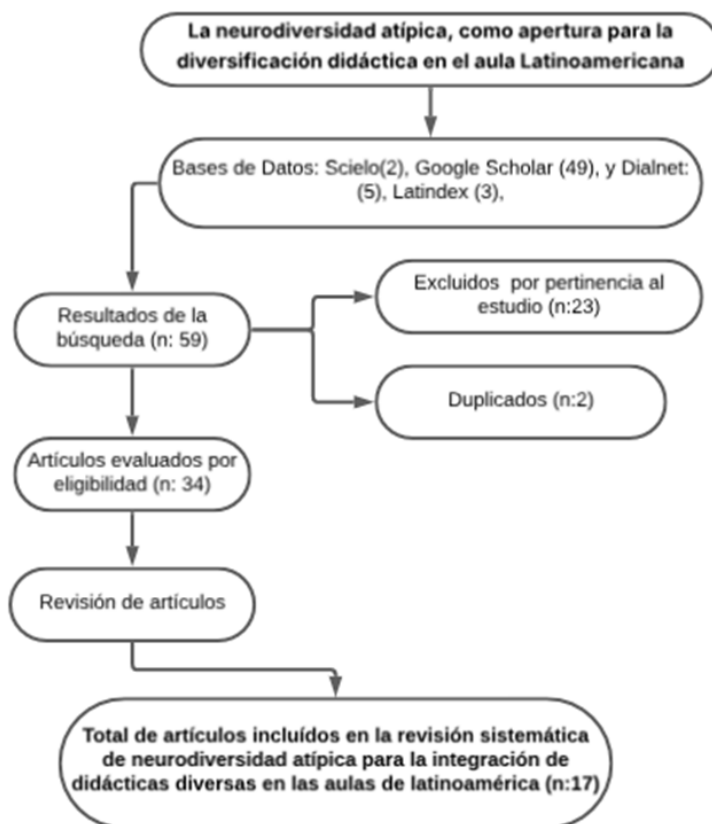 La neurodiversidad atípica, como apertura para la
diversificación didáctica en el aula Latinoamericana
Bases de Datos: Scielo(2), Google Scholar (49), y Dialnet:
(5), Latindex (3),
Excluidos por pertinencia al
estudio (n:23)
Resultados de la
búsqueda (n: 59)
Duplicados (n:2)
Artículos evaluados por
eligibilidad (n: 34)
Revisión de artículos
Total de artículos incluídos en la revisión sistemática
de neurodiversidad atípica para la integración de
didácticas diversas en las aulas de latinoamérica (n:17)